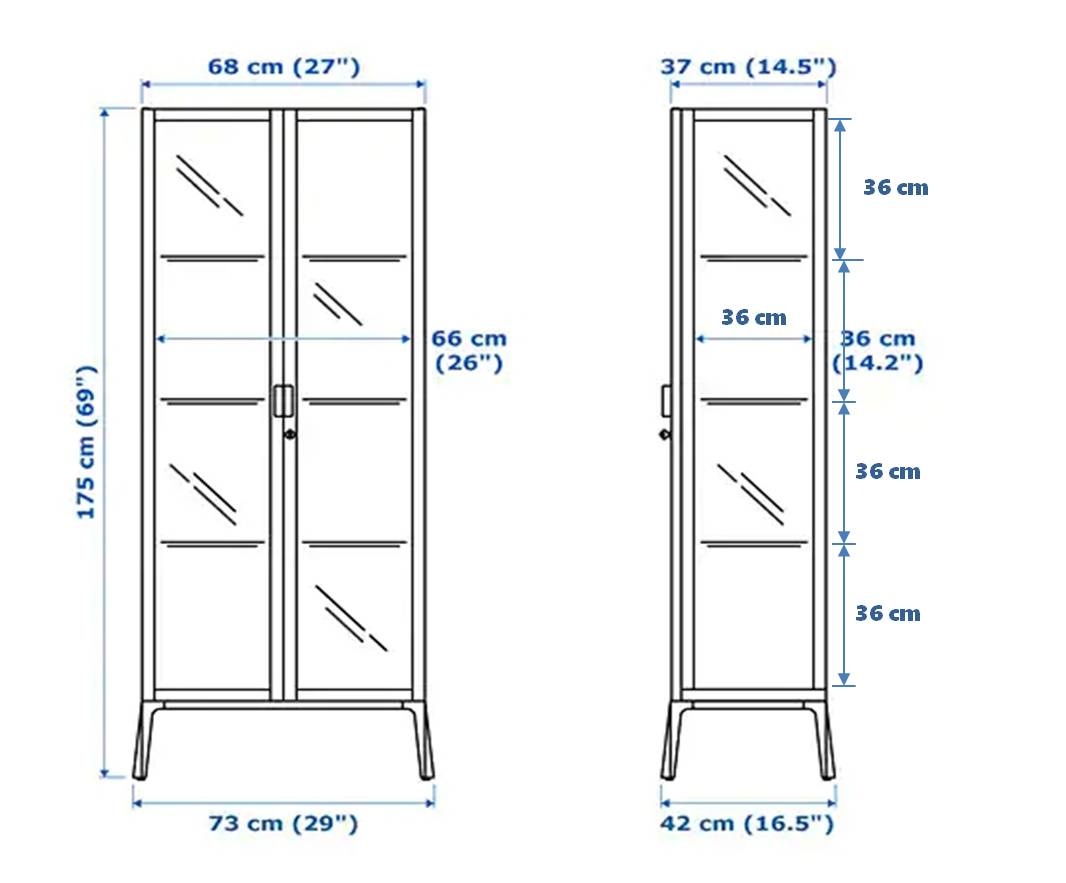 68 cm (27")
37 cm (14.5")
36 cm
36 cm
66 cm
(26")
36 cm
(14.2")
175 cm (69")
36 cm
36 cm
73 cm (29")
42 cm (16.5")